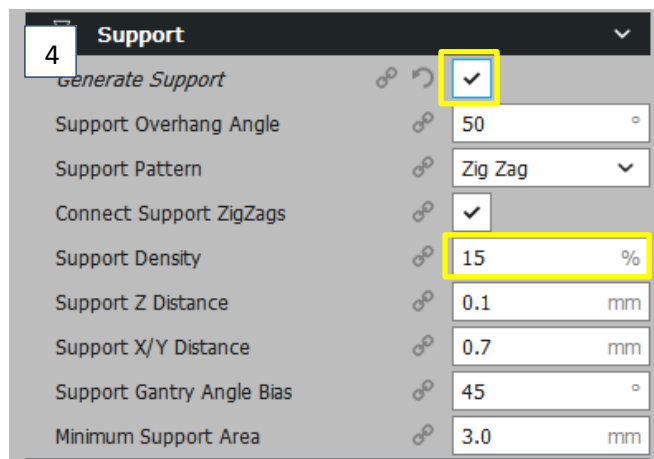 Support
4
Generate Support
Support Overhang Angle 50 °
Support Pattern Zig Zag
Connect Support ZigZags
Support Density 15 %
Support Z Distance 0.1 mm
Support X/Y Distance 0.7 mm
Support Gantry Angle Bias 45 °
Minimum Support Area 3.0 mm